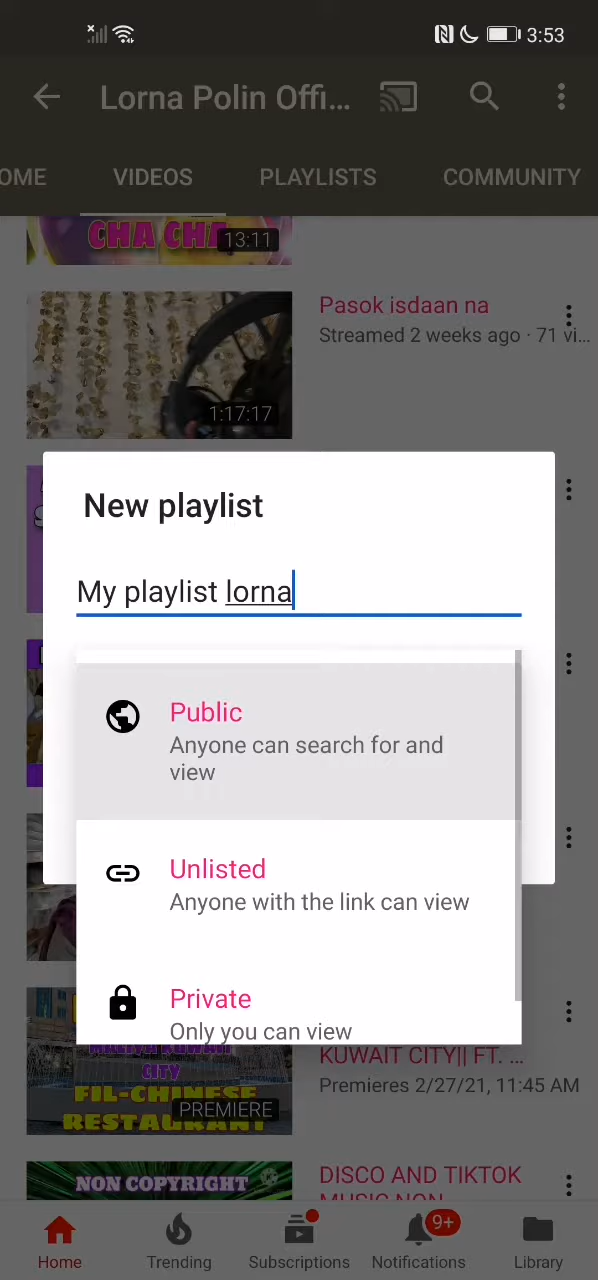 3:53
Lorna Polin Offi...
OME VIDEOS PLAYLISTS COMMUNITY
CHA CHA
13:11
Pasok isdaan na
Streamed 2 weeks ago · 71 vi...
1:17:17
New playlist
My playlist lorna
Public
Anyone can search for and
view
Unlisted
Anyone with the link can view
Private
Only you can view
CITY
FIL-CHINESE
RESTAURANT
PREMIERE
KUWAIT CITY|| FT. ...
Premieres 2/27/21, 11:45 AM
NON COPYRIGHT
DISCO AND TIKTOK
MUSIC NON
9+
Home Trending Subscriptions Notifications Library